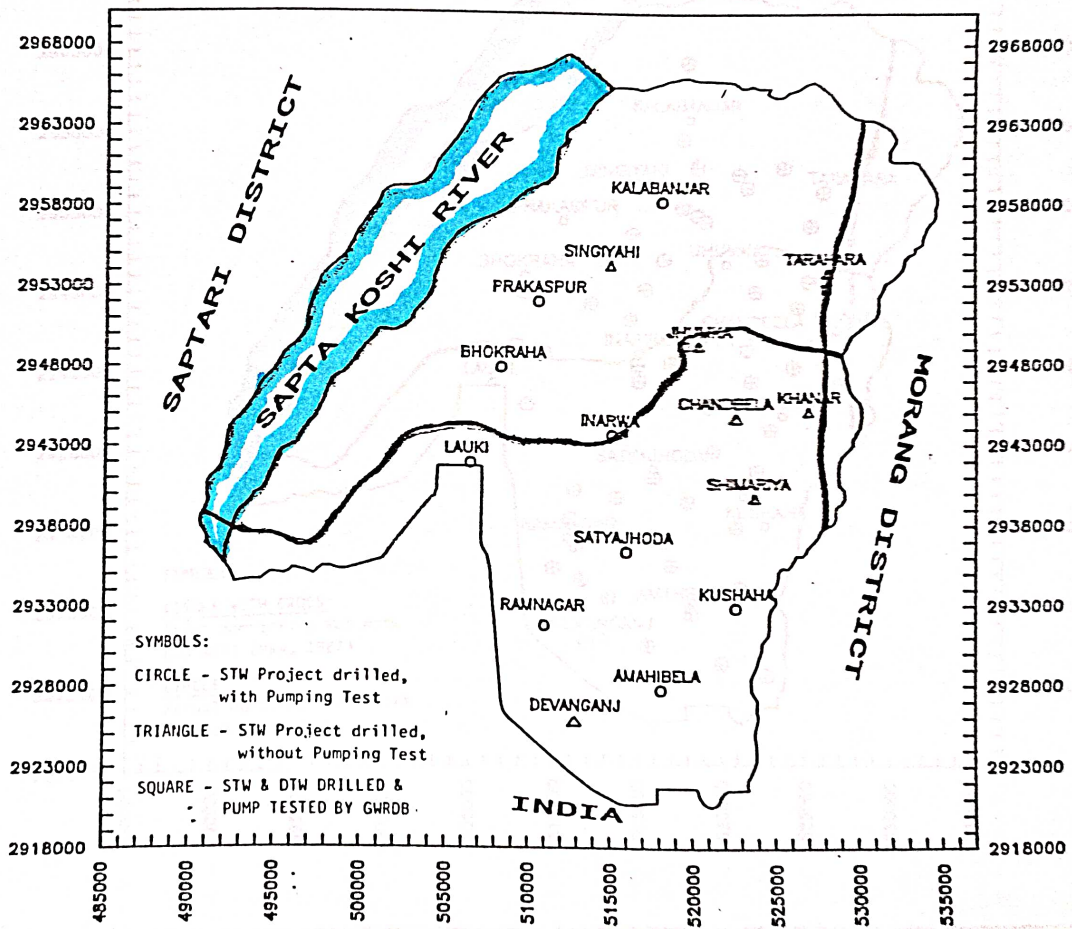 2968000
2963000
2958000
2953000
2948000
2943000
2938000
2933000
2928000
2923000
2918000
2968000
2963000
2958000
2953000
2948000
2943000
2938000
2933000
2928000
2923000
2918000
485000
490000
495000
500000
505000
510000
515000
520000
525000
530000
535000
SAPTARI DISTRICT
SAPTA KOSHI RIVER
MORANG DISTRICT
INDIA
KALABANJAR
SINGIYAHI
TARAHARA
PRAKASPUR
BHOKRAHA
CHANDBELA
KHANAR
INARWA
LAUKI
SATYAJHODA
KUSHAHA
RAMNAGAR
AMAHIBELA
DEVANGANJ
SYMBOLS:
CIRCLE - STW Project drilled,
with Pumping Test
TRIANGLE - STW Project drilled,
without Pumping Test
SQUARE - STW & DTW DRILLED &
PUMP TESTED BY GWRDB.